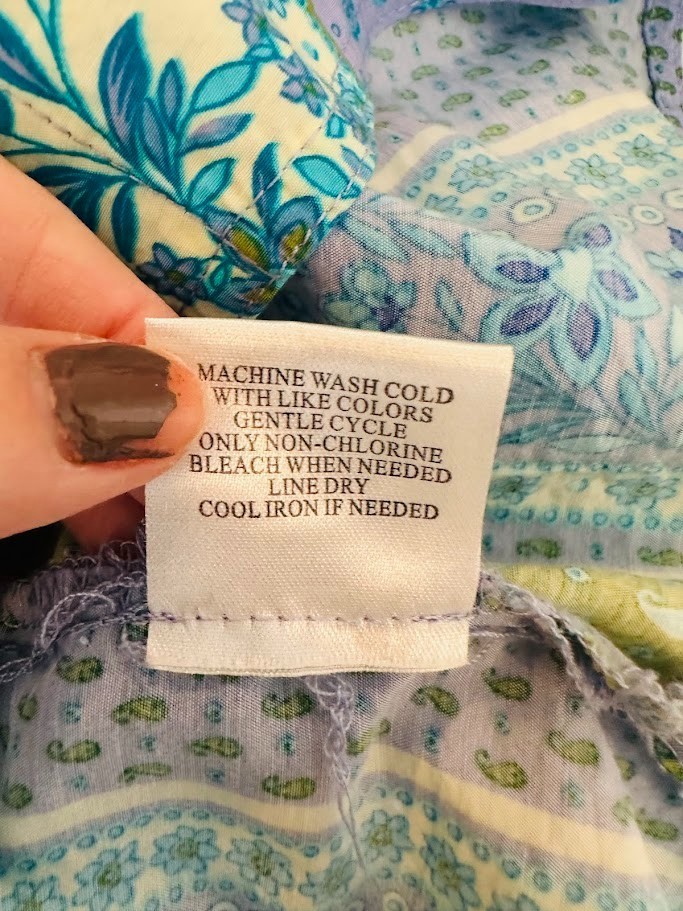 MACHINE WASH COLD
WITH LIKE COLORS
GENTLE CYCLE
ONLY NON-CHLORINE
BLEACH WHEN NEEDED
LINE DRY
COOL IRON IF NEEDED